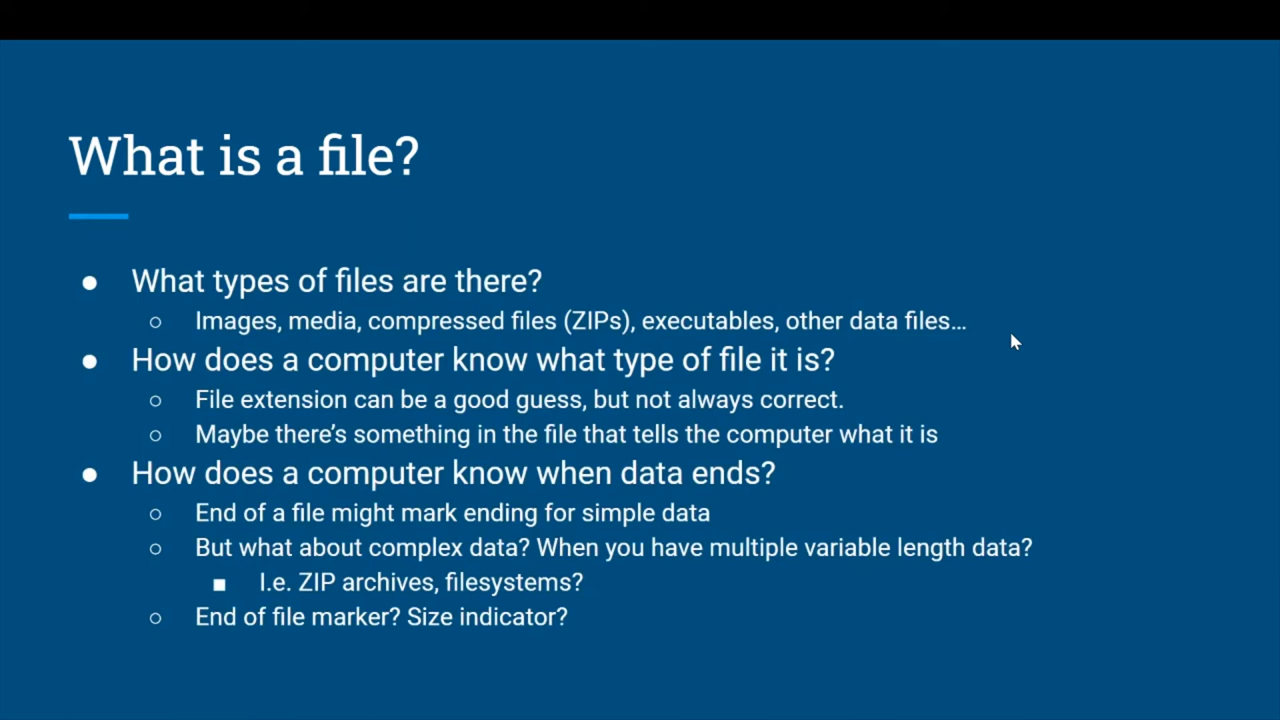 What is a file?
● What types of files are there?
○ Images, media, compressed files (ZIPs), executables, other data files...
● How does a computer know what type of file it is?
○ File extension can be a good guess, but not always correct.
○ Maybe there’s something in the file that tells the computer what it is
● How does a computer know when data ends?
○ End of a file might mark ending for simple data
○ But what about complex data? When you have multiple variable length data?
■ I.e. ZIP archives, filesystems?
○ End of file marker? Size indicator?